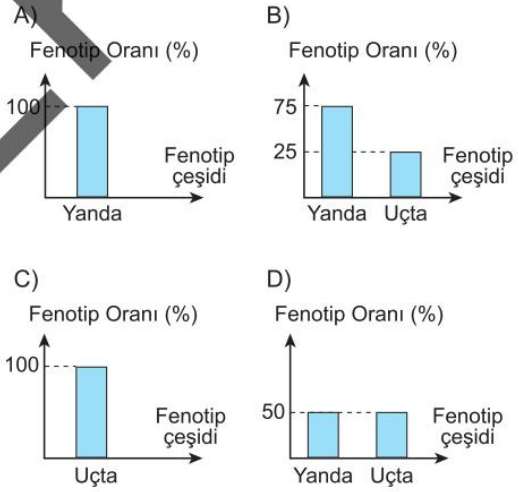 A)
Fenotip Oranı (%)
100
Fenotip
çeşidi
Yanda
B)
Fenotip Oranı (%)
75
25
Fenotip
çeşidi
Yanda Uçta
C)
Fenotip Oranı (%)
100
Fenotip
çeşidi
Uçta
D)
Fenotip Oranı (%)
50
Fenotip
çeşidi
Yanda Uçta